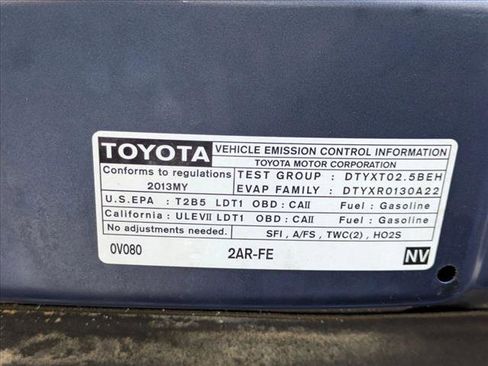 TOYOTA VEHICLE EMISSION CONTROL INFORMATION
TOYOTA MOTOR CORPORATION
Conforms to regulations
2013MY
TEST GROUP : DTYXT02.5BEH
EVAP FAMILY : DTYXR0130A22
U.S.EPA : T2B5 LDT1 OBD : CAII Fuel : Gasoline
California : ULEVII LDT1 OBD : CAII Fuel : Gasoline
No adjustments needed. SFI , A/FS , TWC(2) , HO2S
0V080 2AR-FE NV